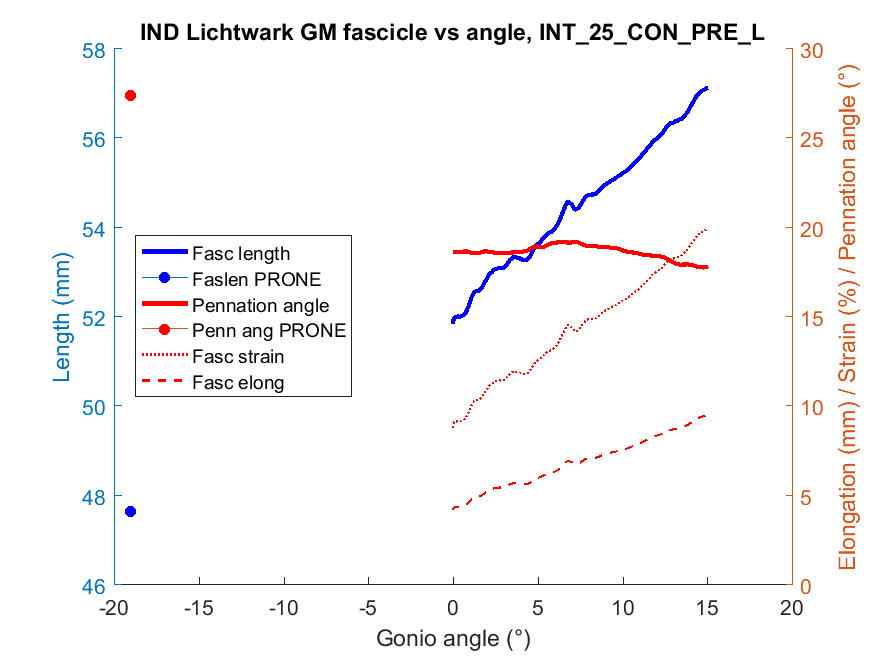 IND Lichtwark GM fascicle vs angle, INT_25_CON_PRE_L
58
56
54
52
50
48
46
Length (mm)
30
25
20
15
10
5
0
Elongation (mm) / Strain (%) / Pennation angle (°)
Fasc length
Faslen PRONE
Pennation angle
Penn ang PRONE
Fasc strain
Fasc elong
-20 -15 -10 -5 0 5 10 15 20
Gonio angle (°)